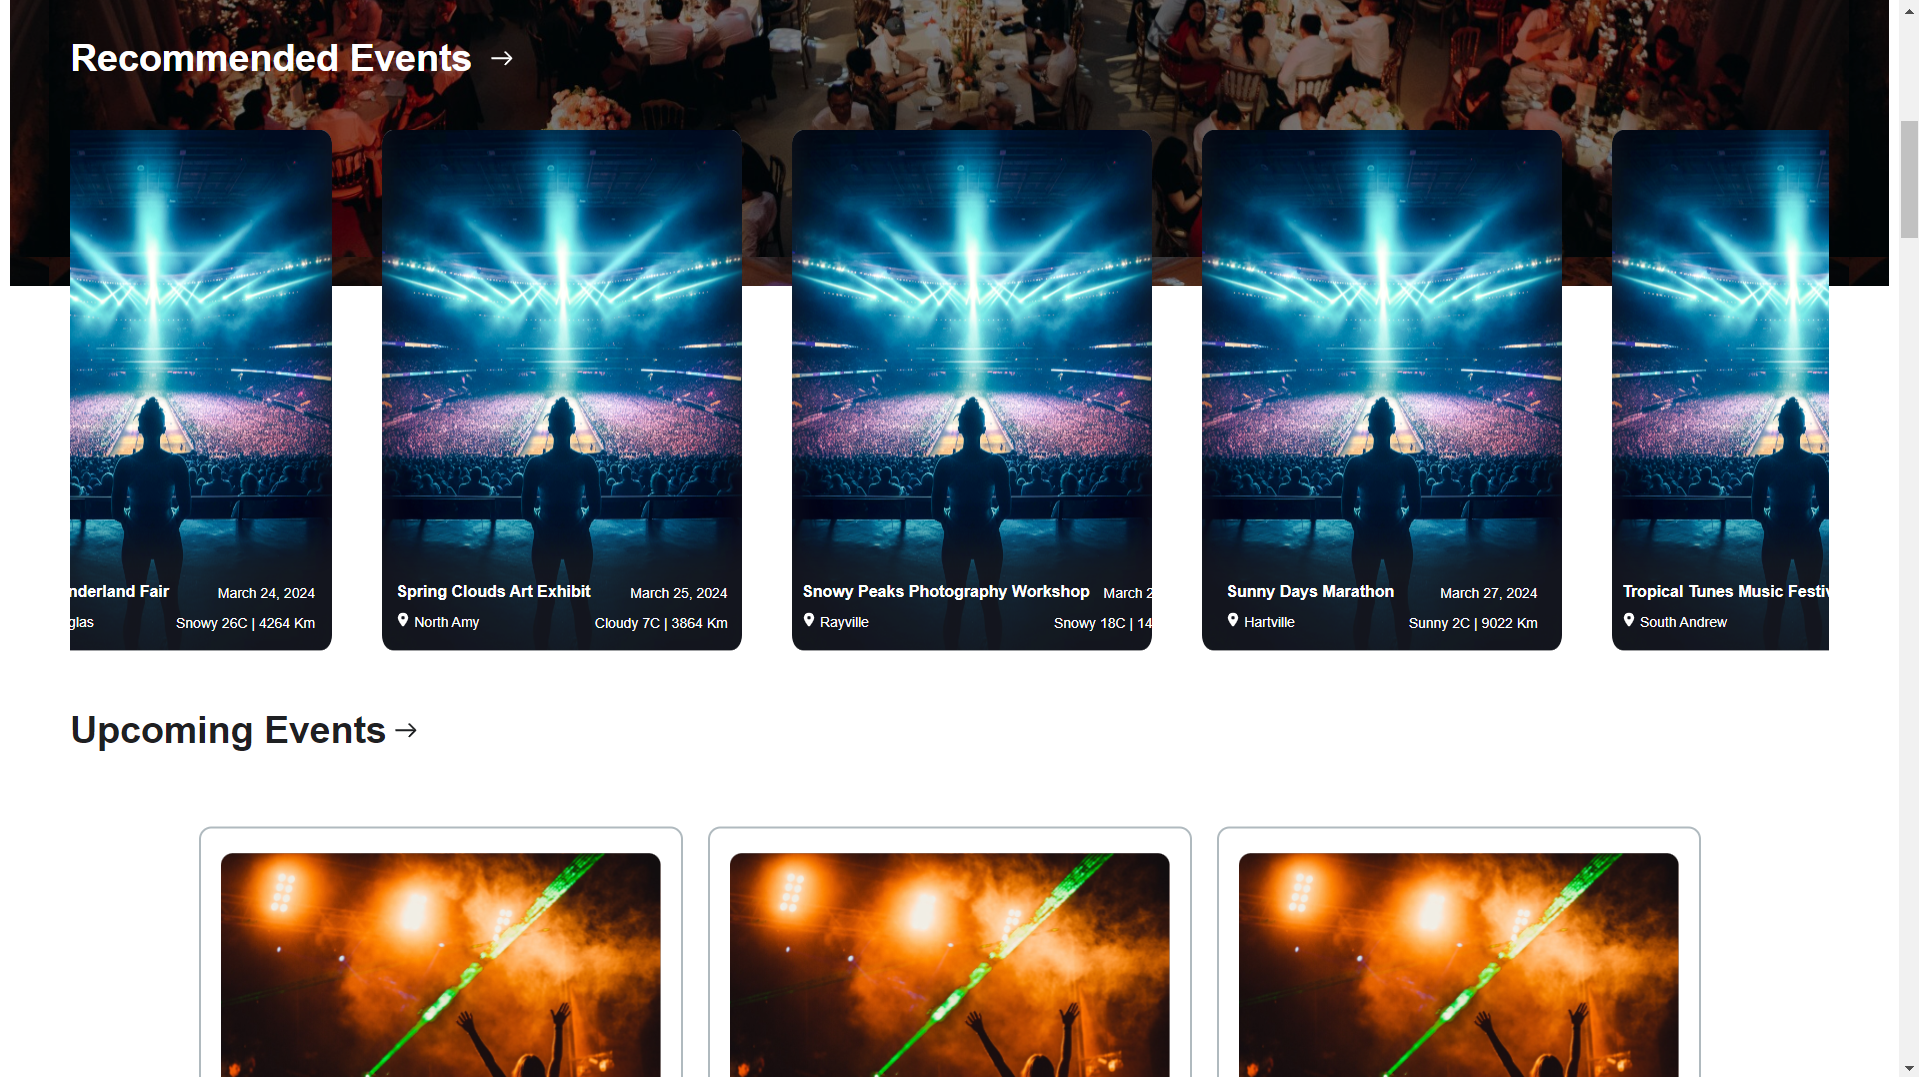 Recommended Events
nderland Fair March 24, 2024
glas Snowy 26C | 4264 Km
Spring Clouds Art Exhibit March 25, 2024
North Amy Cloudy 7C | 3864 Km
Snowy Peaks Photography Workshop March 2
Rayville Snowy 18C | 14
Sunny Days Marathon March 27, 2024
Hartville Sunny 2C | 9022 Km
Tropical Tunes Music Festiv
South Andrew
Upcoming Events